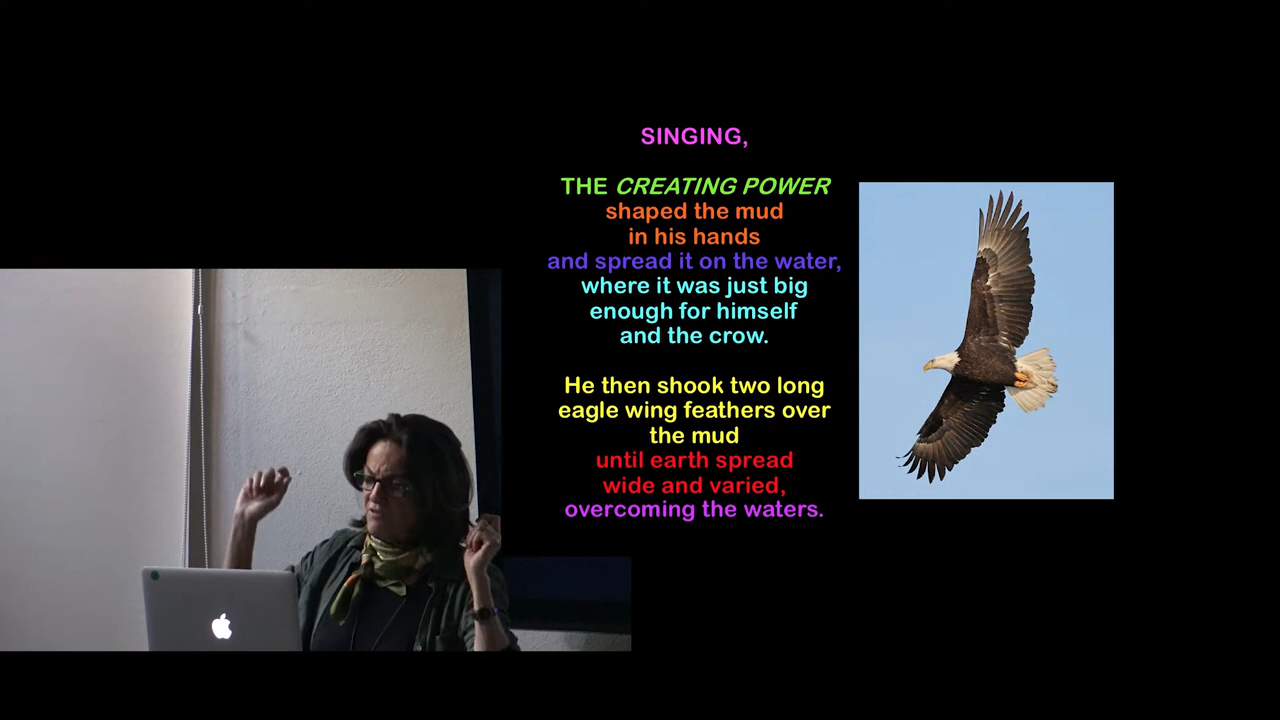 SINGING,
THE CREATING POWER
shaped the mud
in his hands
and spread it on the water,
where it was just big
enough for himself
and the crow.
He then shook two long
eagle wing feathers over
the mud
until earth spread
wide and varied,
overcoming the waters.